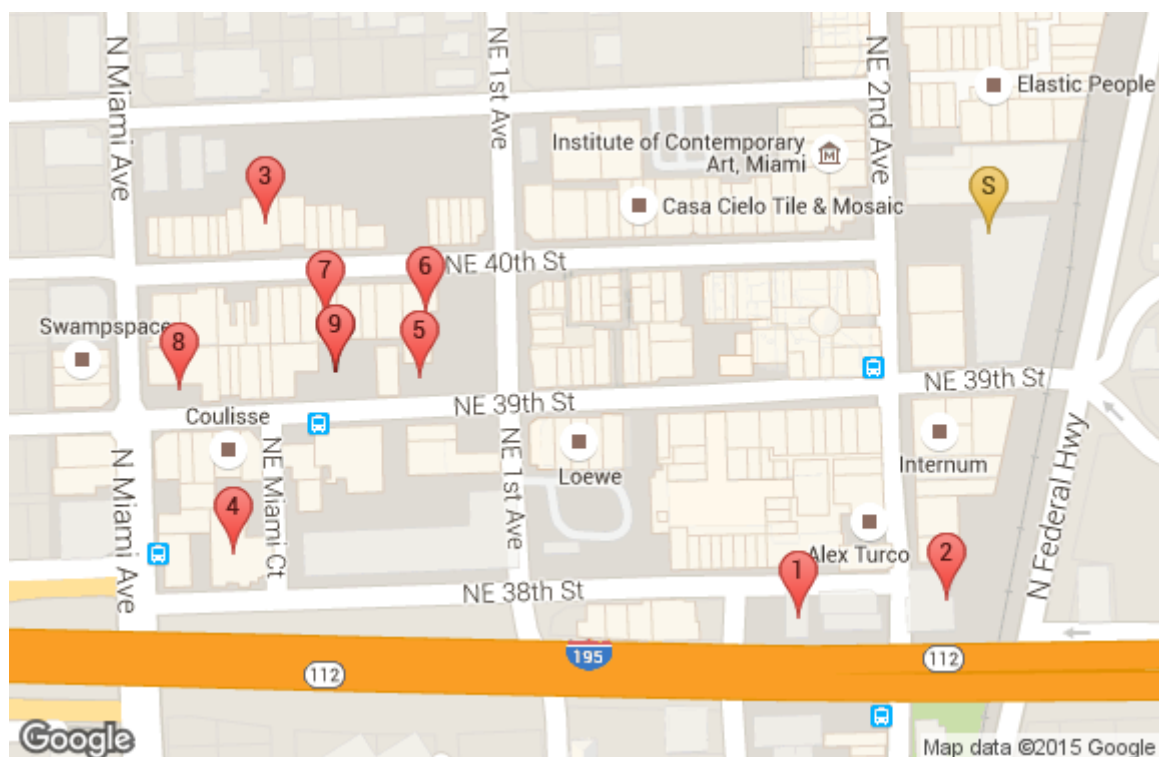 N Miami Ave
NE 1st Ave
NE 2nd Ave
Elastic People
Institute of Contemporary
Art, Miami
M
3
S
Casa Cielo Tile & Mosaic
NE 40th St
7
6
9
5
8
Swampspace
NE 39th St
NE 39th St
Coulisse
Loewe
Internum
N Miami Ave
NE Miami Ct
NE 1st Ave
N Federal Hwy
4
Alex Turco
1
2
NE 38th St
195
112
112
Google
Map data ©2015 Google